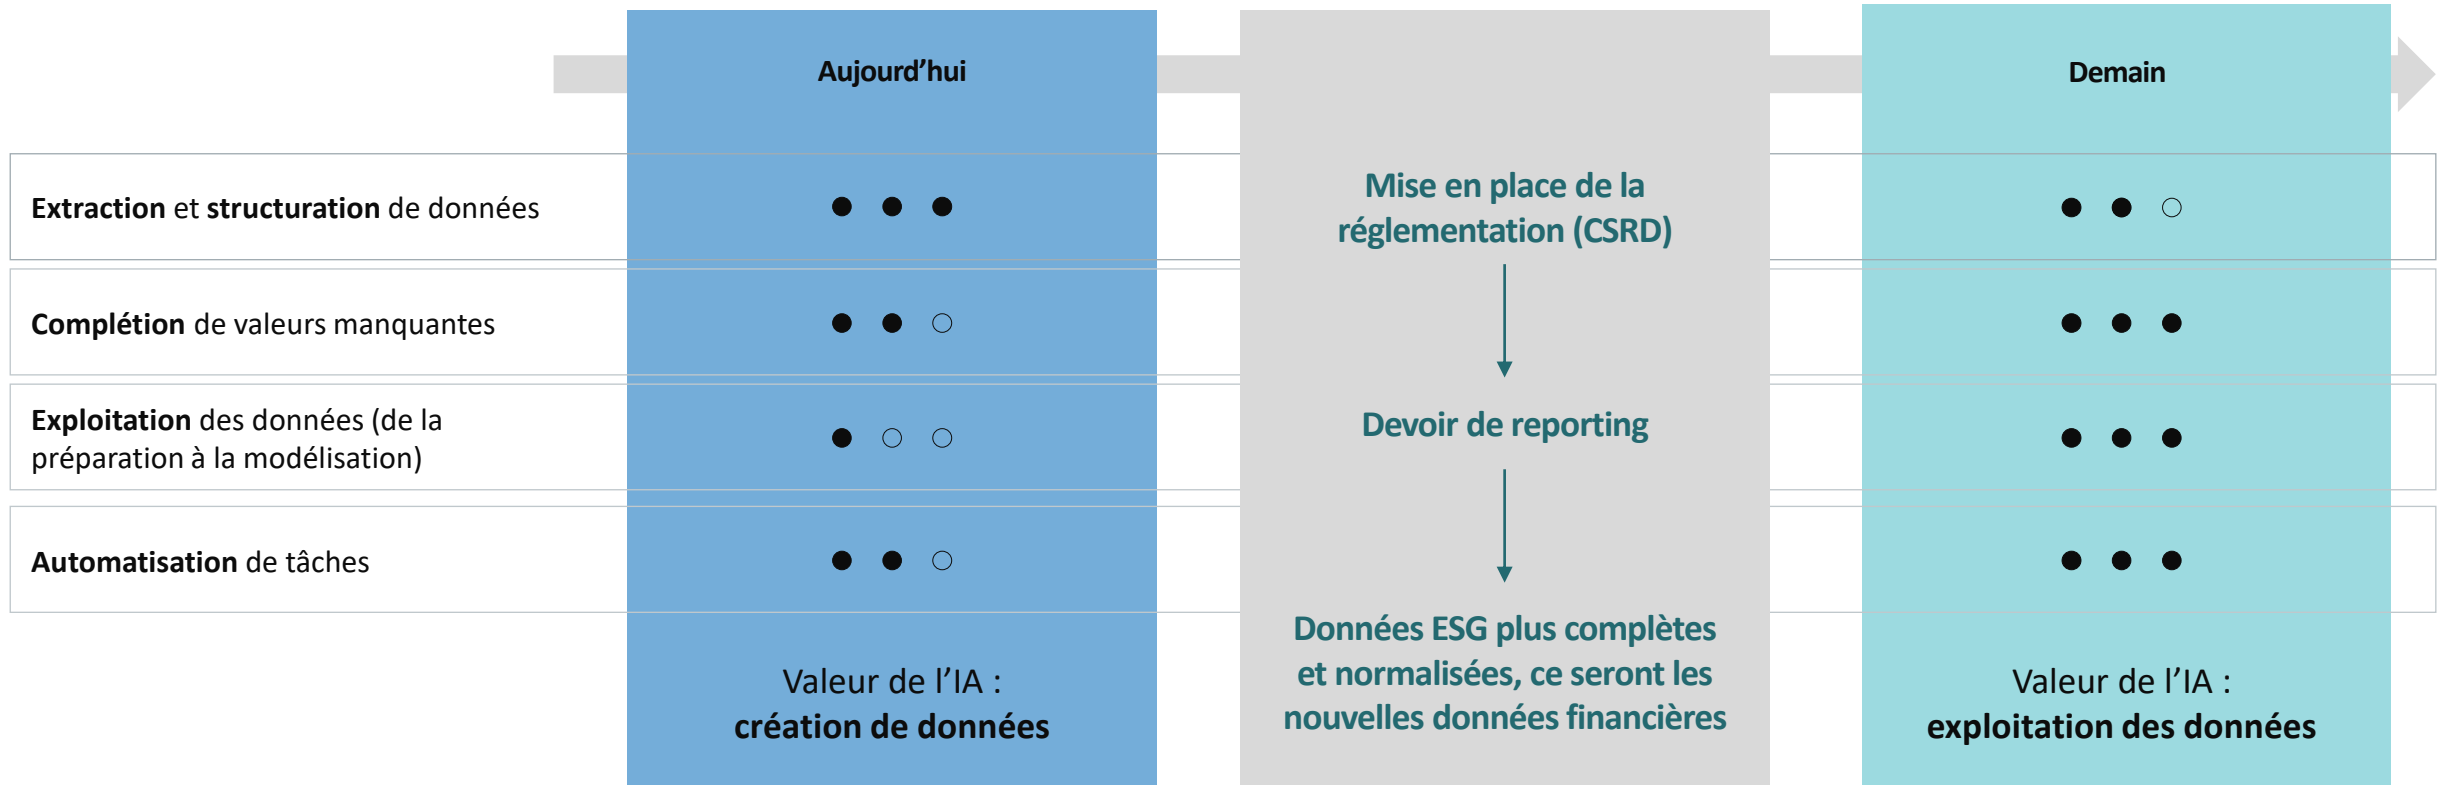 Aujourd’hui
Demain
Extraction et structuration de données
Complétion de valeurs manquantes
Exploitation des données (de la
préparation à la modélisation)
Automatisation de tâches
Valeur de l’IA :
création de données
Mise en place de la
réglementation (CSRD)
Devoir de reporting
Données ESG plus complètes
et normalisées, ce seront les
nouvelles données financières
Valeur de l’IA :
exploitation des données